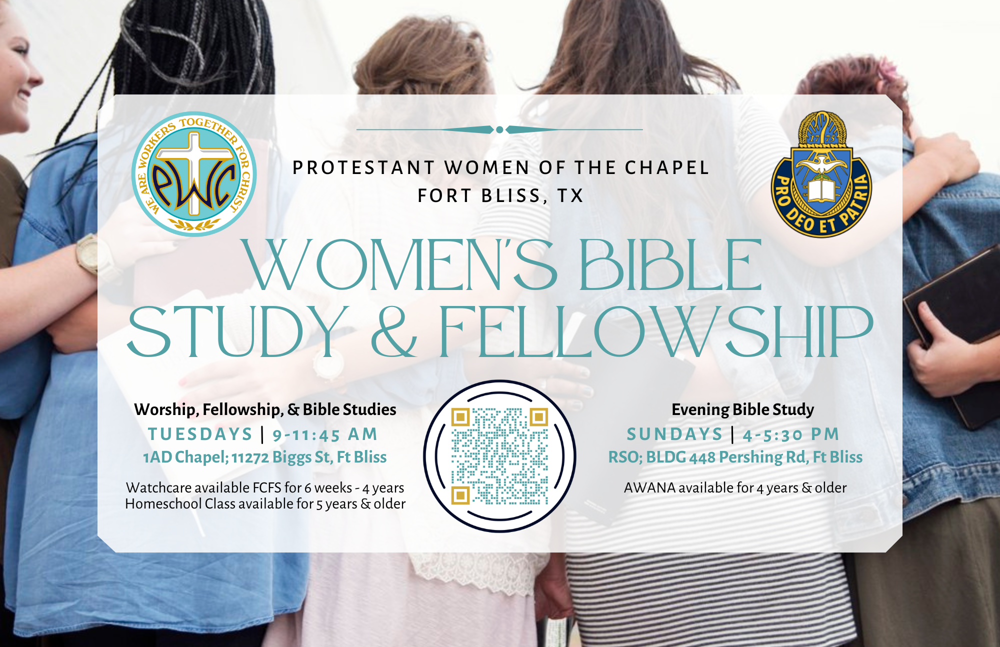 WE ARE WORKERS TOGETHER FOR CHRIST
PWC
1775
PRO DEO ET PATRIA
PROTESTANT WOMEN OF THE CHAPEL
FORT BLISS, TX
WOMEN'S BIBLE
STUDY & FELLOWSHIP
Worship, Fellowship, & Bible Studies
TUESDAYS | 9-11:45 AM
1AD Chapel; 11272 Biggs St, Ft Bliss
Watchcare available FCFS for 6 weeks - 4 years
Homeschool Class available for 5 years & older
Evening Bible Study
SUNDAYS | 4-5:30 PM
RSO; BLDG 448 Pershing Rd, Ft Bliss
AWANA available for 4 years & older